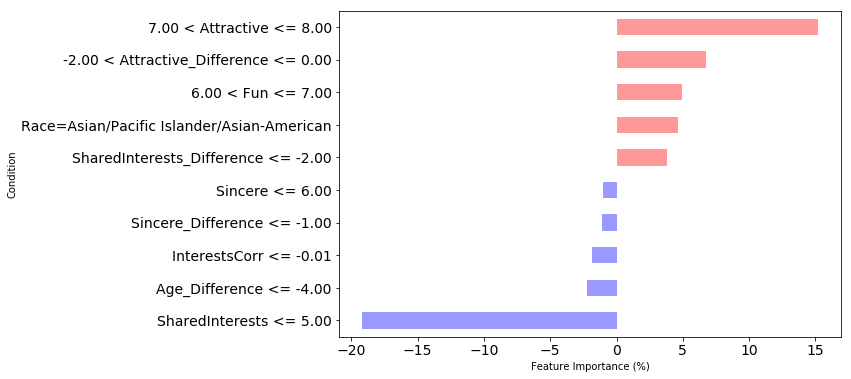 7.00 < Attractive <= 8.00
-2.00 < Attractive_Difference <= 0.00
6.00 < Fun <= 7.00
Race=Asian/Pacific Islander/Asian-American
SharedInterests_Difference <= -2.00
Sincere <= 6.00
Sincere_Difference <= -1.00
InterestsCorr <= -0.01
Age_Difference <= -4.00
SharedInterests <= 5.00
Condition
−20 −15 −10 −5 0 5 10 15
Feature Importance (%)